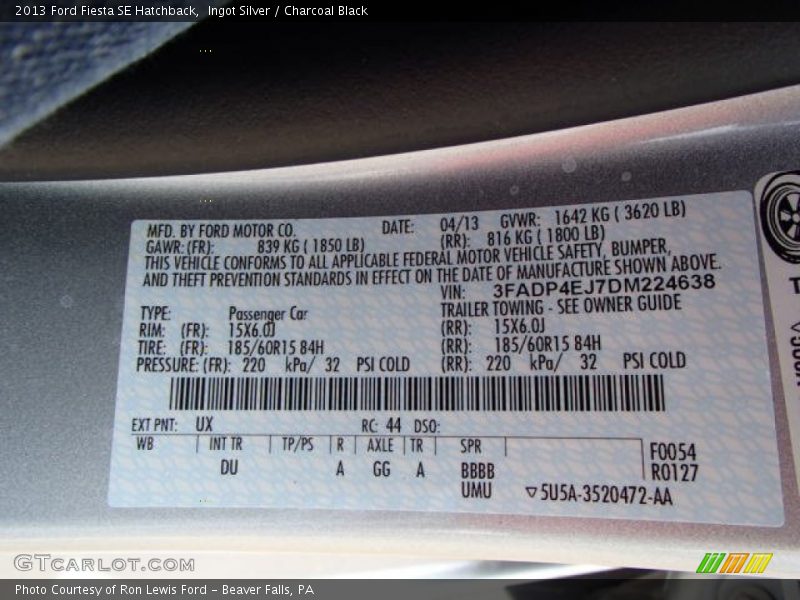 2013 Ford Fiesta SE Hatchback,  Ingot Silver / Charcoal Black
MFD. BY FORD MOTOR CO. DATE: 04/13 GVWR: 1642 KG ( 3620 LB)
GAWR: (FR): 839 KG ( 1850 LB) (RR): 816 KG ( 1800 LB)
THIS VEHICLE CONFORMS TO ALL APPLICABLE FEDERAL MOTOR VEHICLE SAFETY, BUMPER,
AND THEFT PREVENTION STANDARDS IN EFFECT ON THE DATE OF MANUFACTURE SHOWN ABOVE.
VIN: 3FADP4EJ7DM224638
TYPE: Passenger Car TRAILER TOWING - SEE OWNER GUIDE
RIM: (FR): 15X6.0J (RR): 15X6.0J
TIRE: (FR): 185/60R15 84H (RR): 185/60R15 84H
PRESSURE: (FR): 220 kPa/ 32 PSI COLD (RR): 220 kPa/ 32 PSI COLD
EXT PNT: UX RC: 44 DSO:
WB INT TR TP/PS R AXLE TR SPR F0054
DU A GG A BBBB R0127
UMU ▽5U5A-3520472-AA
GTCARLOT.COM
Photo Courtesy of Ron Lewis Ford - Beaver Falls, PA